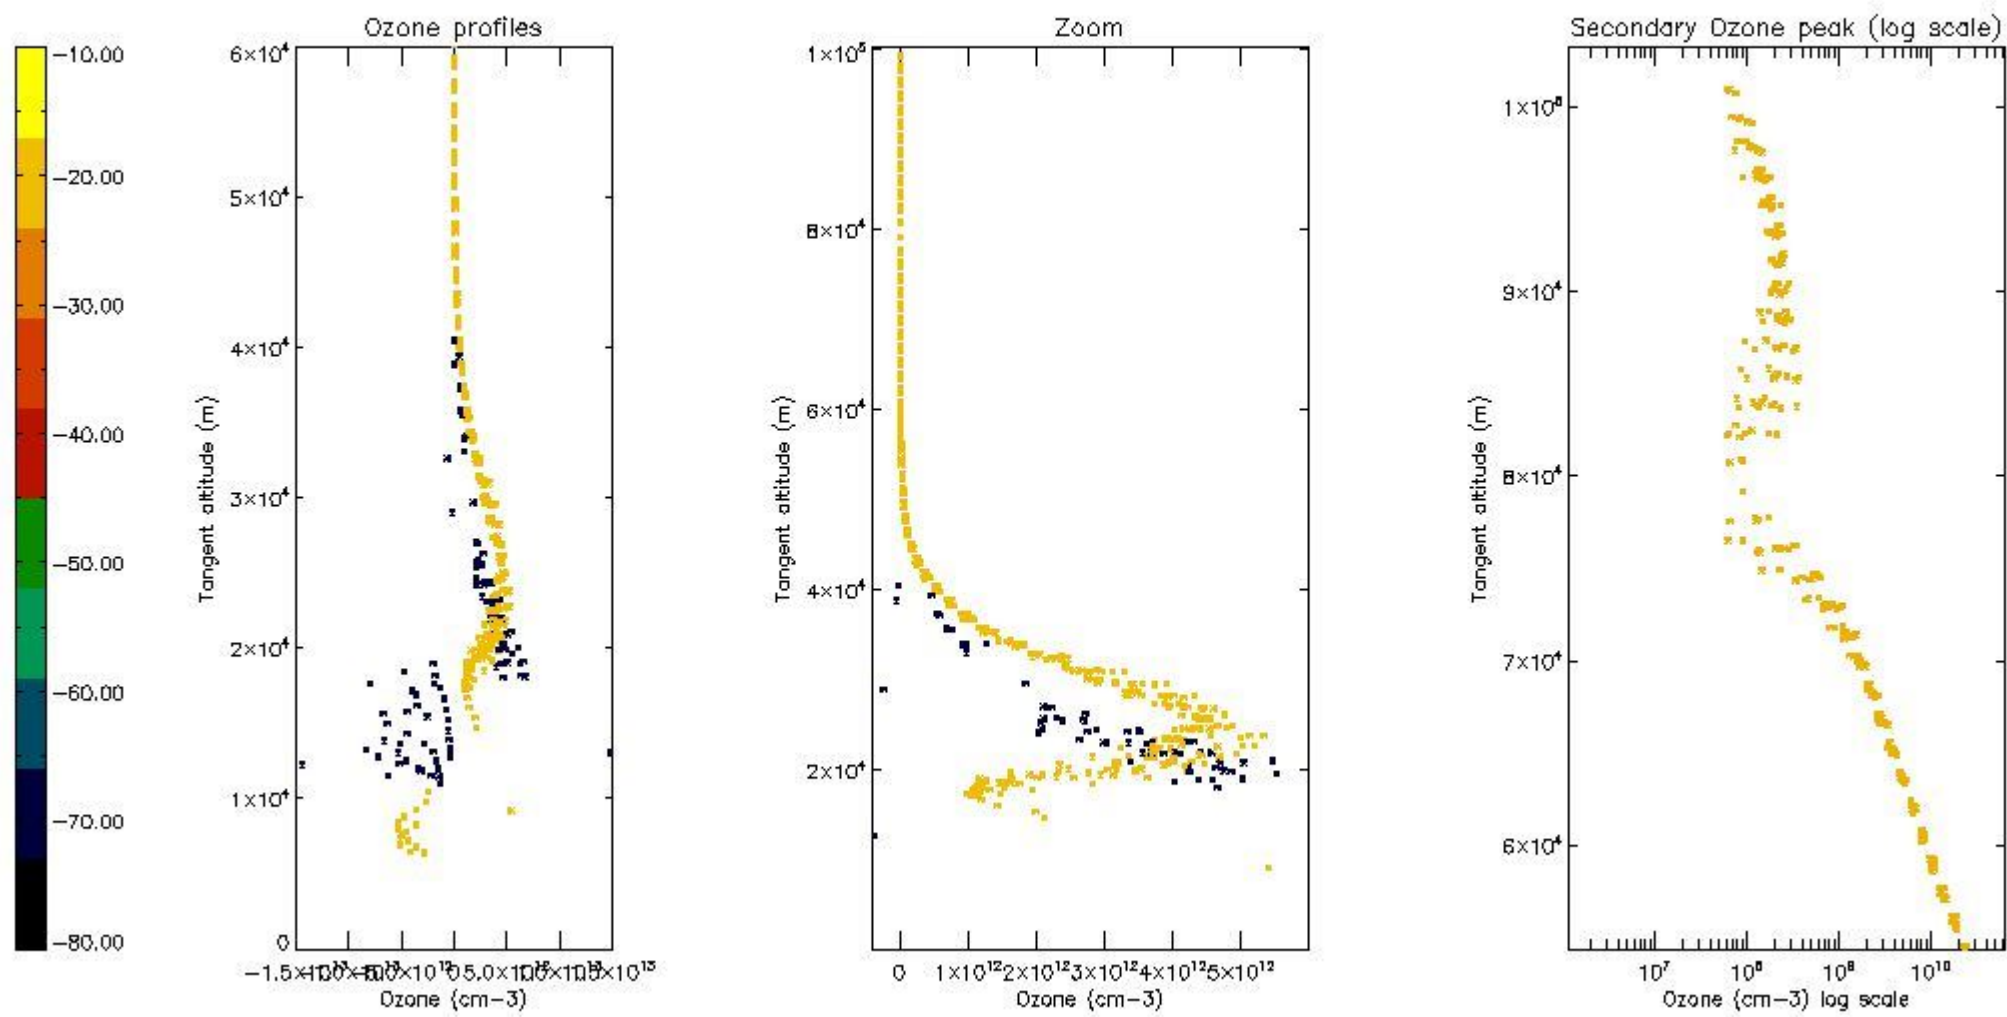 Ozone profiles
Zoom
Secondary Ozone peak (log scale)
-10.00
-20.00
-30.00
-40.00
-50.00
-60.00
-70.00
-80.00
6×10⁴
5×10⁴
4×10⁴
3×10⁴
2×10⁴
1×10⁴
0
Tangent altitude (m)
Ozone (cm-3)
1×10⁵
8×10⁴
6×10⁴
4×10⁴
2×10⁴
Tangent altitude (m)
0 1×10¹² 2×10¹² 3×10¹² 4×10¹² 5×10¹²
Ozone (cm-3)
9×10⁴
8×10⁴
7×10⁴
6×10⁴
Tangent altitude (m)
10⁷ 10⁸ 10⁹ 10¹⁰
Ozone (cm-3) log scale